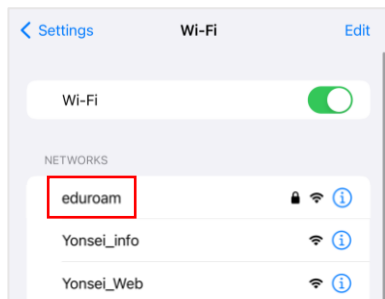 Settings Wi-Fi Edit
Wi-Fi
NETWORKS
eduroam
Yonsei_info
Yonsei_Web